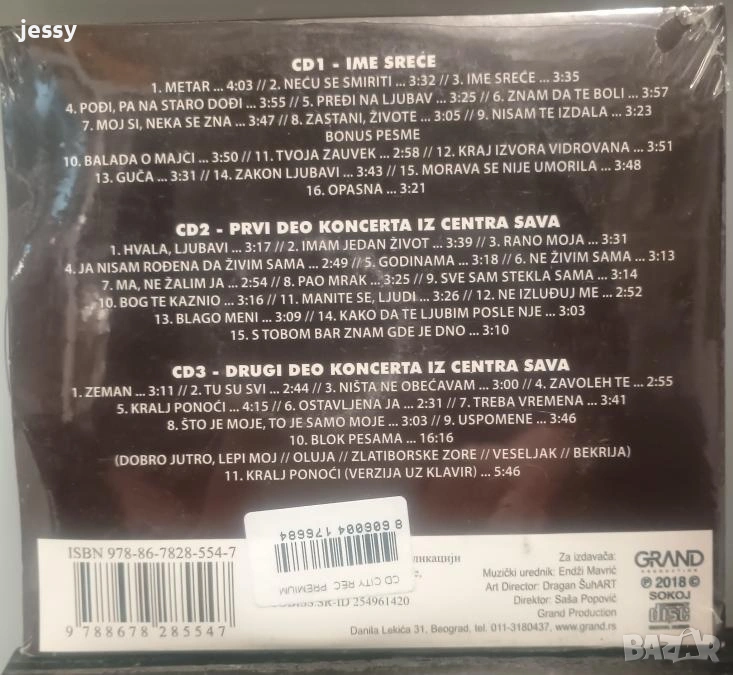 jessy
CD1 - IME SREĆE
1. METAR ... 4:03 // 2. NEĆU SE SMIRITI ... 3:32 // 3. IME SREĆE ... 3:35
4. POĐI, PA NA STARO DOĐI ... 3:55 // 5. PREĐI NA LJUBAV ... 3:25 // 6. ZNAM DA TE BOLI ... 3:57
7. MOJ SI, NEKA SE ZNA ... 3:47 // 8. ZASTANI, ŽIVOTE ... 3:05 // 9. NISAM TE IZDALA ... 3:23
BONUS PESME
10. BALADA O MAJCI ... 3:50 // 11. TVOJA ZAUVEK ... 2:58 // 12. KRAJ IZVORA VIDROVANA ... 3:51
13. GUČA ... 3:31 // 14. ZAKON LJUBAVI ... 3:43 // 15. MORAVA SE NIJE UMORILA ... 3:48
16. OPASNA ... 3:21
CD2 - PRVI DEO KONCERTA IZ CENTRA SAVA
1. HVALA, LJUBAVI ... 3:17 // 2. IMAM JEDAN ŽIVOT ... 3:39 // 3. RANO MOJA ... 3:31
4. JA NISAM ROĐENA DA ŽIVIM SAMA ... 2:49 // 5. GODINAMA ... 3:18 // 6. NE ŽIVIM SAMA ... 3:13
7. MA, NE ŽALIM JA ... 2:54 // 8. PAO MRAK ... 3:25 // 9. SVE SAM STEKLA SAMA ... 3:14
10. BOG TE KAZNIO ... 3:16 // 11. MANITE SE, LJUDI ... 3:26 // 12. NE IZLUĐUJ ME ... 2:52
13. BLAGO MENI ... 3:09 // 14. KAKO DA TE LJUBIM POSLE NJE ... 3:03
15. S TOBOM BAR ZNAM GDE JE DNO ... 3:10
CD3 - DRUGI DEO KONCERTA IZ CENTRA SAVA
1. ZEMAN ... 3:11 // 2. TU SU SVI ... 2:44 // 3. NIŠTA NE OBEĆAVAM ... 3:00 // 4. ZAVOLEH TE ... 2:55
5. KRALJ PONOĆI ... 4:15 // 6. OSTAVLJENA JA ... 2:31 // 7. TREBA VREMENA ... 3:41
8. ŠTO JE MOJE, TO JE SAMO MOJE ... 3:03 // 9. USPOMENE ... 3:46
10. BLOK PESAMA ... 16:16
(DOBRO JUTRO, LEPI MOJ // OLUJA // ZLATIBORSKE ZORE // VESELJAK // BEKRIJA)
11. KRALJ PONOĆI (VERZIJA UZ KLAVIR) ... 5:46
8 606004 176684
CD CITY REC PREMIUM
ISBN 978-86-7828-554-7
9 788678 285547
SR-ID 254961420
Za izdavača:
Muzički urednik: Endži Mavrić
Art Director: Dragan ŠuhART
Direktor: Saša Popović
Grand Production
Danila Lekića 31, Beograd, tel. 011-3180437, www.grand.rs
GRAND
PRODUCTION
℗ 2018 ©
SOKOJ
disc
BAZAR